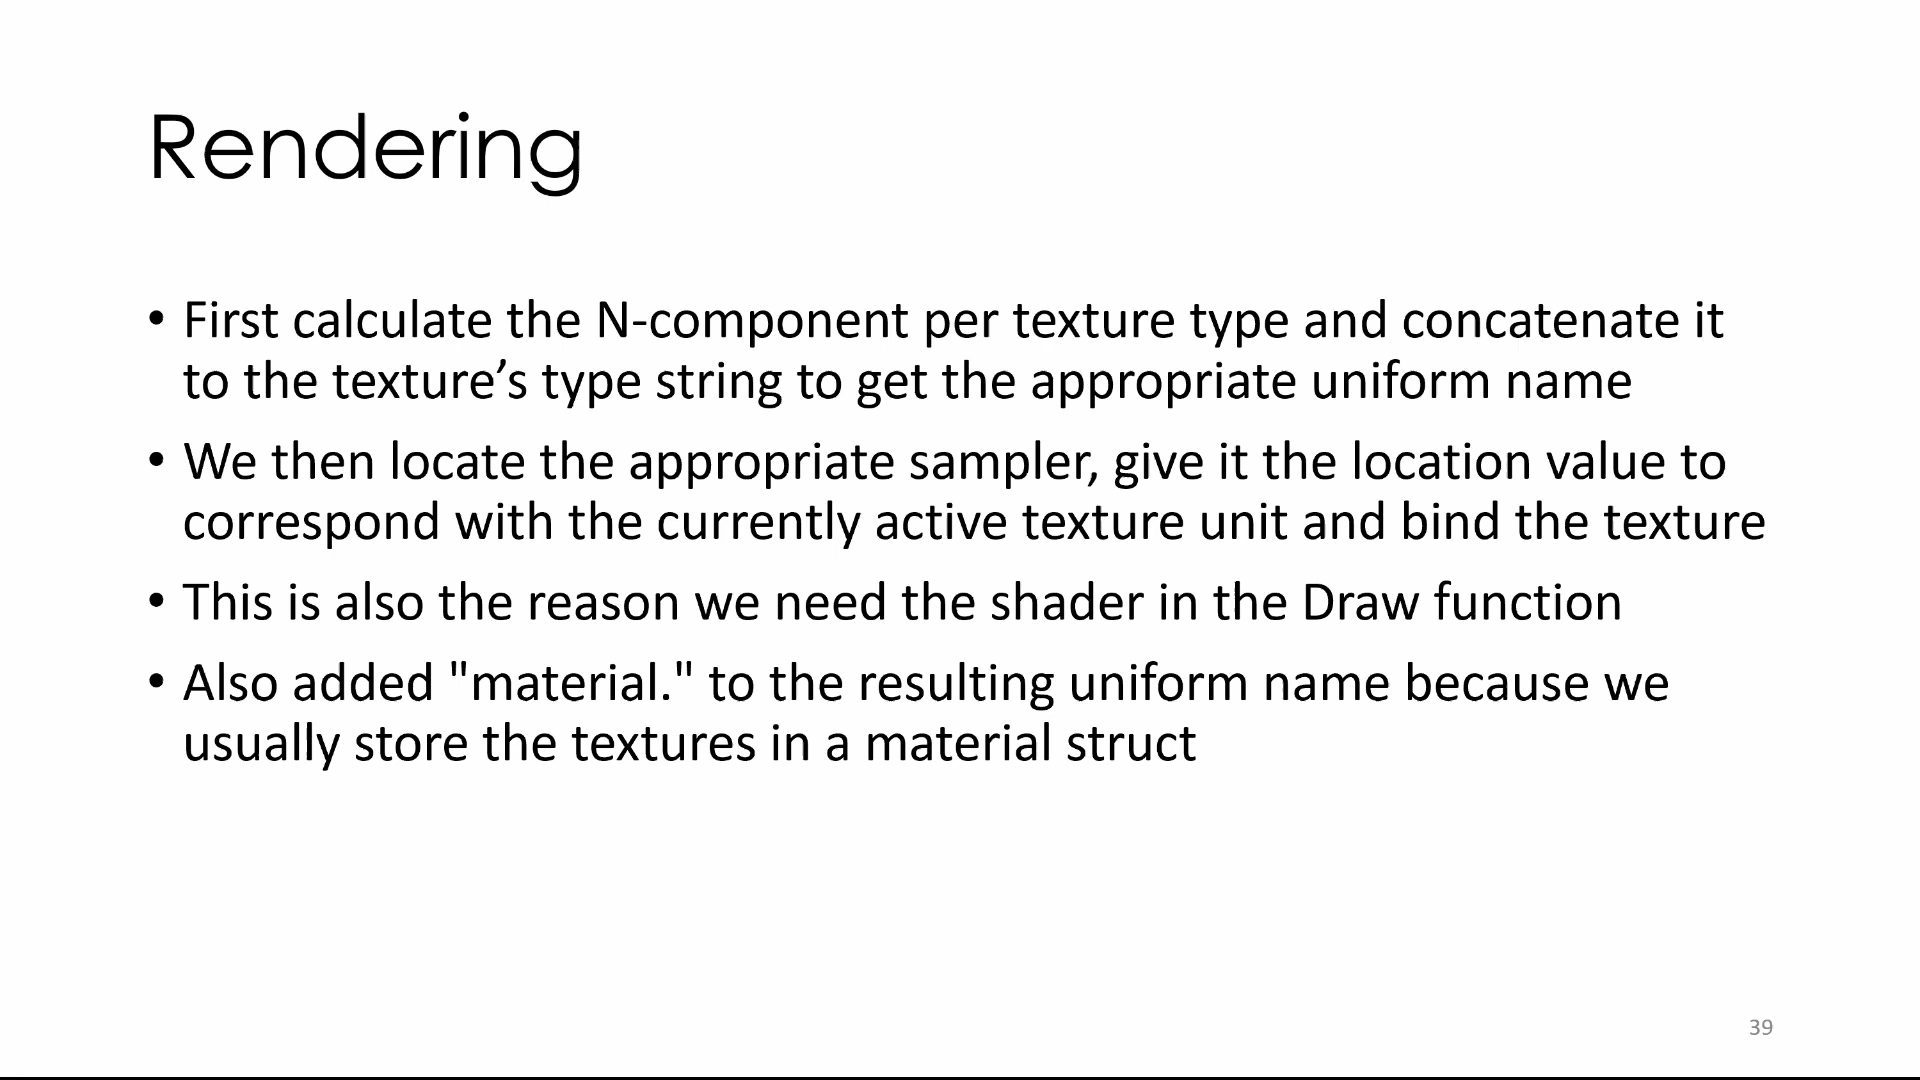 Rendering
• First calculate the N-component per texture type and concatenate it
to the texture’s type string to get the appropriate uniform name
• We then locate the appropriate sampler, give it the location value to
correspond with the currently active texture unit and bind the texture
• This is also the reason we need the shader in the Draw function
• Also added "material." to the resulting uniform name because we
usually store the textures in a material struct
39